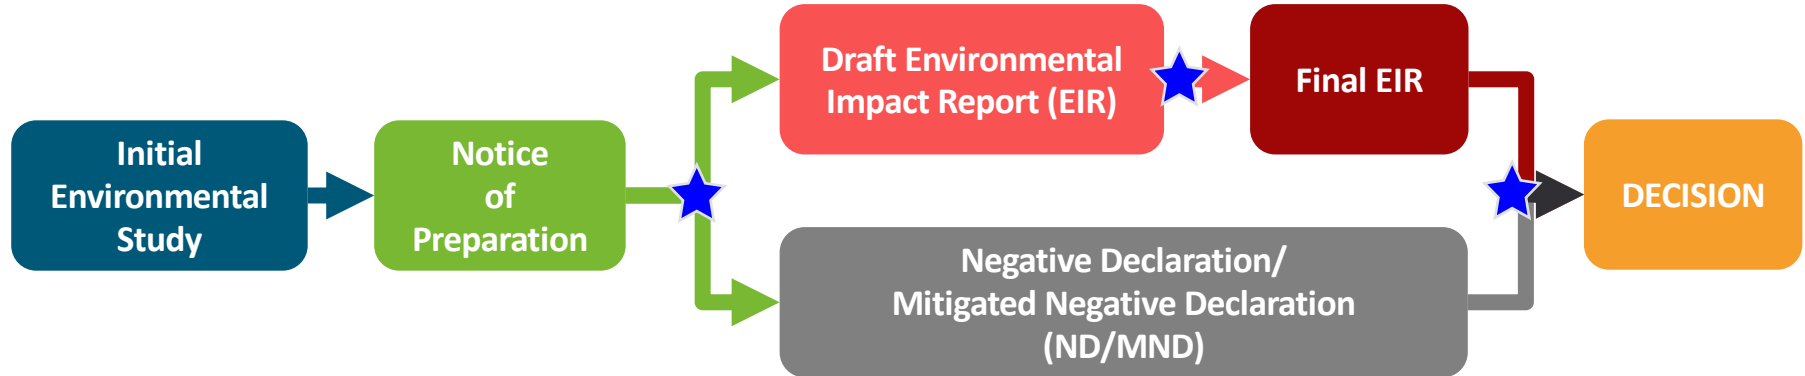 Initial
Environmental
Study
Notice
of
Preparation
Draft Environmental
Impact Report (EIR)
Final EIR
Negative Declaration/
Mitigated Negative Declaration
(ND/MND)
DECISION